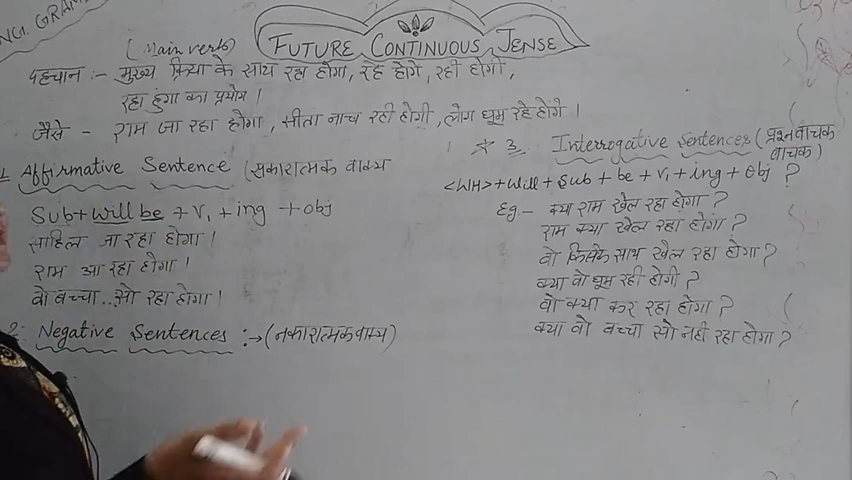 NGL GRAM
FUTURE CONTINUOUS TENSE
(Main verb)
पहचान :- मुख्य क्रिया के साथ रहा होगा, रहे होगे, रही होगी,
रहा हुंगा का प्रयोग।
जैसे - राम जा रहा होगा, सीता नाच रही होगी, लोग घूम रहे होंगे।
1 Affirmative Sentence (सकारात्मक वाक्य
Sub + will be + V₁ + ing + obj
साहिल जा रहा होगा।
राम आ रहा होगा।
वो बच्चा.. सो रहा होगा।
2. Negative Sentences :→ (नकारात्मक वाक्य)
3. Interrogative Sentences (प्रश्नवाचक
वाचक)
<WH> + Will + Sub + be + V₁ + ing + Obj ?
Eg.- क्या राम खेल रहा होगा ?
राम क्या खेल रहा होगा ?
वो किसके साथ खेल रहा होगा ?
क्या वो घूम रही होगी ?
वो क्या कर रहा होगा ?
क्या वो बच्चा सो नही रहा होगा ?